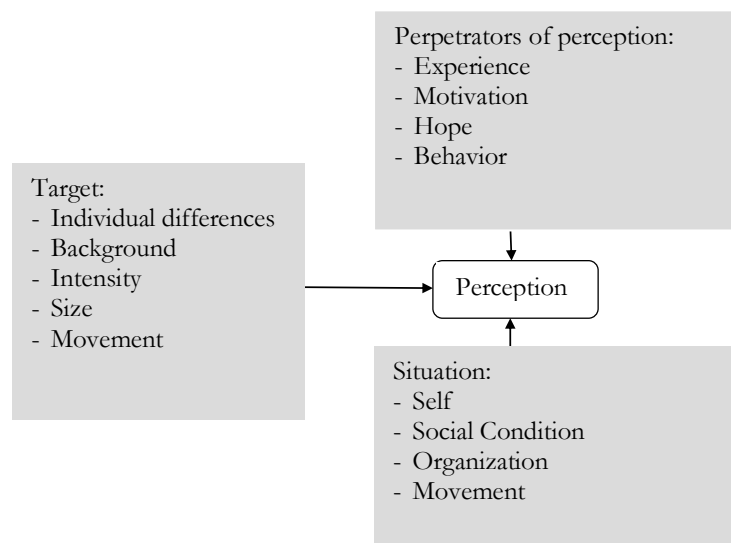 Perpetrators of perception:
- Experience
- Motivation
- Hope
- Behavior
Target:
- Individual differences
- Background
- Intensity
- Size
- Movement
Perception
Situation:
- Self
- Social Condition
- Organization
- Movement